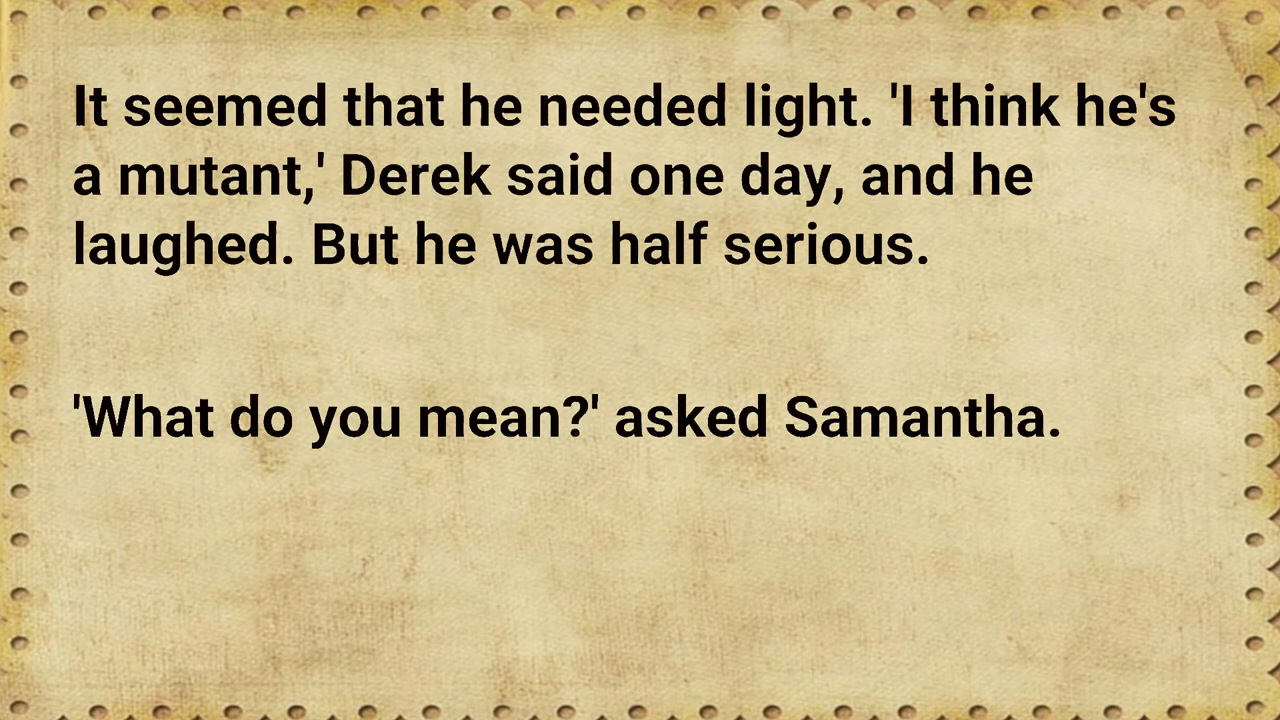 It seemed that he needed light. 'I think he's
a mutant,' Derek said one day, and he
laughed. But he was half serious.
'What do you mean?' asked Samantha.